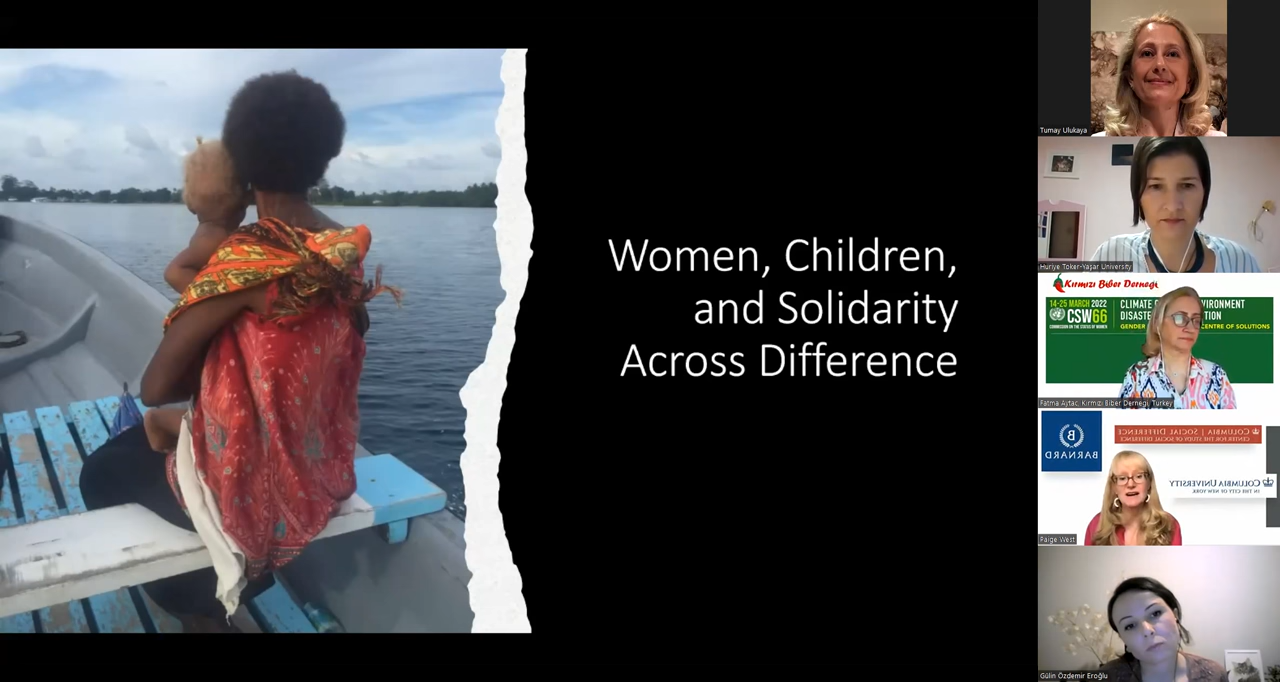 Women, Children,
and Solidarity
Across Difference
Tumay Ulukaya
Huriye Toker-Yaşar University
Kırmızı Biber Derneği
14-25 MARCH 2022
CSW66
COMMISSION ON THE STATUS OF WOMEN
CLIMATE
ENVIRONMENT
DISASTE
TION
GENDER
CENTRE OF SOLUTIONS
Fatma Aytac, Kırmızı Biber Dernegi, Turkey
B
BARNARD
COLUMBIA | SOCIAL DIFFERENCE
CENTER FOR THE STUDY OF SOCIAL DIFFERENCE
COLUMBIA UNIVERSITY
IN THE CITY OF NEW YORK
Paige West
Gülin Özdemir Eroğlu